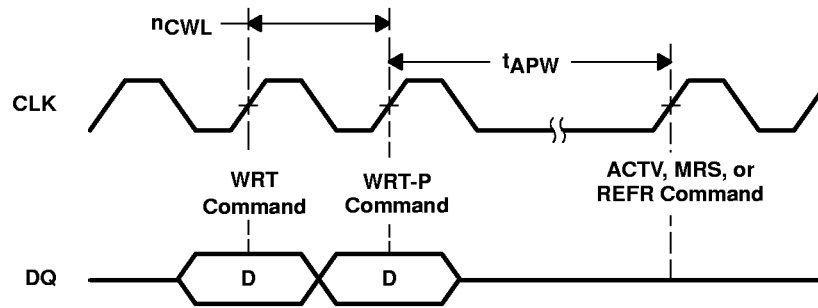 nCWL
tAPW
CLK
WRT
Command
WRT-P
Command
ACTV, MRS, or
REFR Command
DQ
D
D